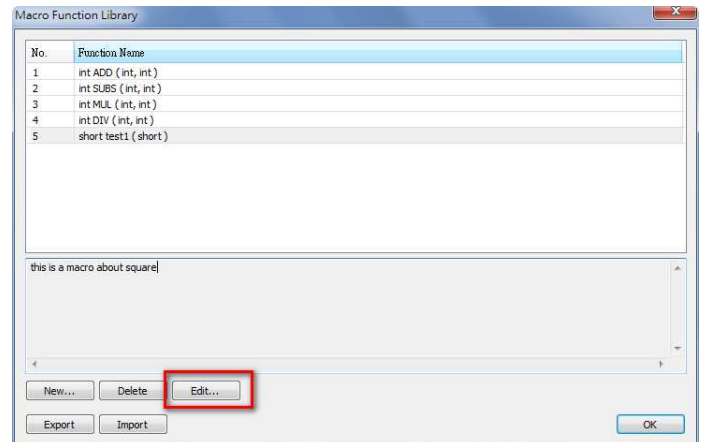 Macro Function Library
No. Function Name
1 int ADD ( int, int )
2 int SUBS ( int, int )
3 int MUL ( int, int )
4 int DIV ( int, int )
5 short test1 ( short )
this is a macro about square
New... Delete Edit...
Export Import OK